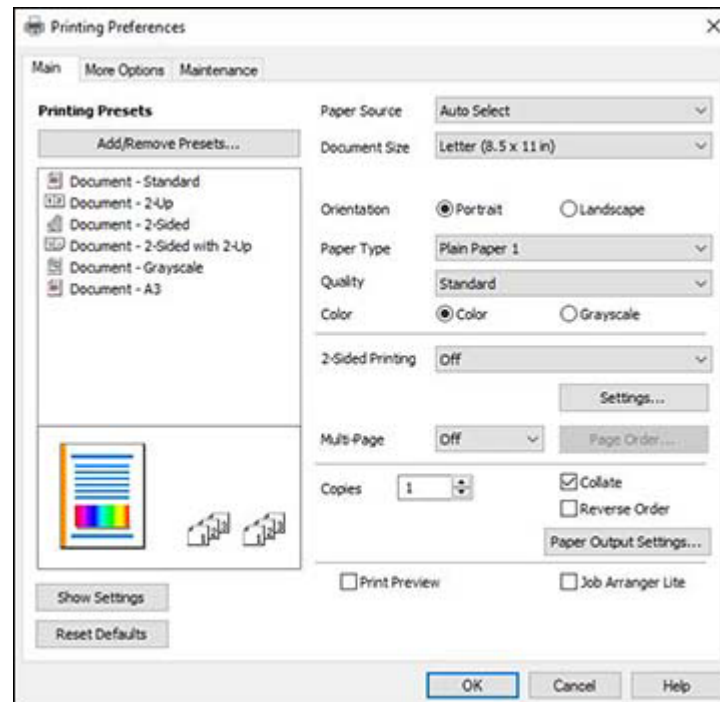 Printing Preferences
Main More Options Maintenance
Printing Presets
Add/Remove Presets...
Document - Standard
Document - 2-Up
Document - 2-Sided
Document - 2-Sided with 2-Up
Document - Grayscale
Document - A3
Show Settings
Reset Defaults
Paper Source Auto Select
Document Size Letter (8.5 x 11 in)
Orientation Portrait Landscape
Paper Type Plain Paper 1
Quality Standard
Color Color Grayscale
2-Sided Printing Off
Settings...
Multi-Page Off Page Order...
Copies 1 Collate
Reverse Order
Paper Output Settings...
Print Preview Job Arranger Lite
OK Cancel Help